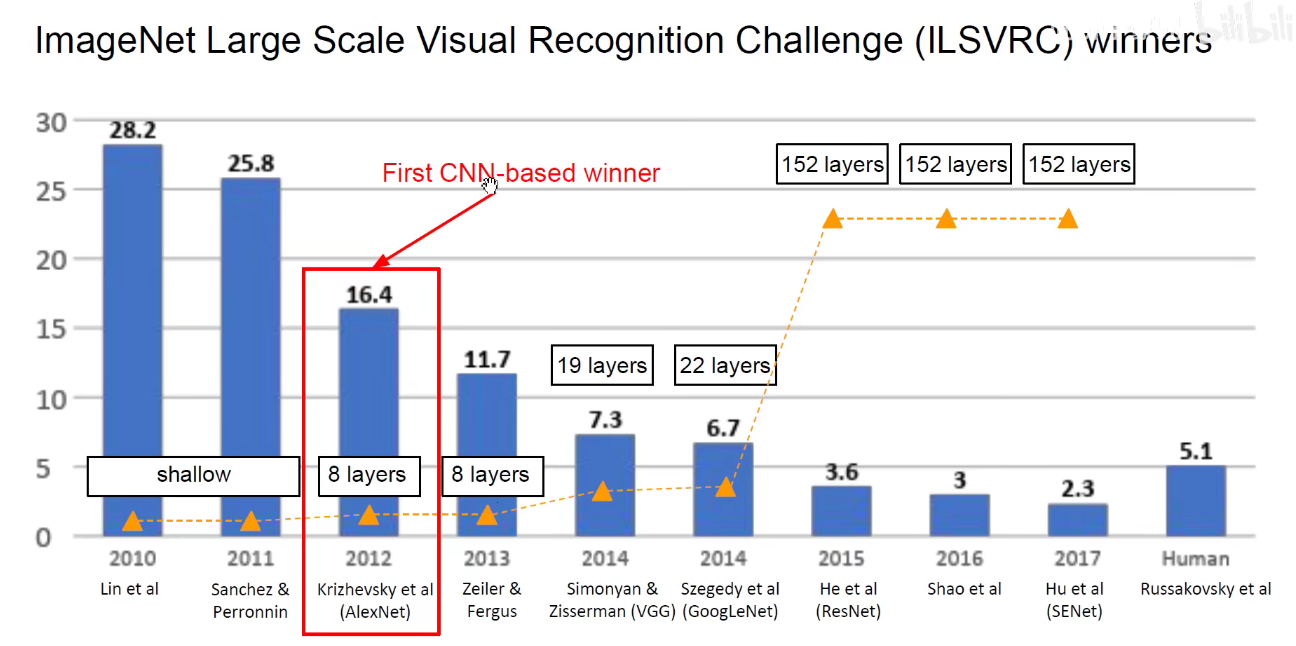 ImageNet Large Scale Visual Recognition Challenge (ILSVRC) winners
bilibili
30
25
20
15
10
5
0
28.2
25.8
16.4
11.7
7.3
6.7
3.6
3
2.3
5.1
First CNN-based winner
shallow
8 layers
8 layers
19 layers
22 layers
152 layers
152 layers
152 layers
2010
2011
2012
2013
2014
2014
2015
2016
2017
Human
Lin et al
Sanchez &
Perronnin
Krizhevsky et al
(AlexNet)
Zeiler &
Fergus
Simonyan &
Zisserman (VGG)
Szegedy et al
(GoogLeNet)
He et al
(ResNet)
Shao et al
Hu et al
(SENet)
Russakovsky et al